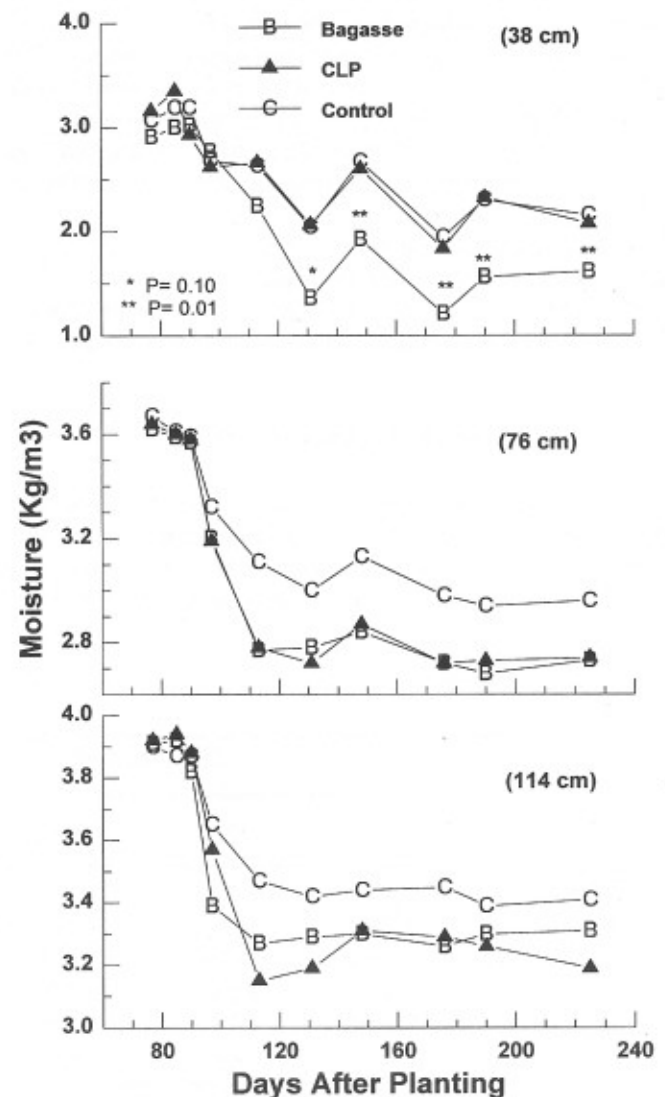 4.0
Bagasse
(38 cm)
CLP
Control
3.0
2.0
* P= 0.10
** P= 0.01
*
**
**
**
**
1.0
3.6
(76 cm)
3.2
2.8
Moisture (Kg/m3)
4.0
3.8
(114 cm)
3.6
3.4
3.2
3.0
80 120 160 200 240
Days After Planting